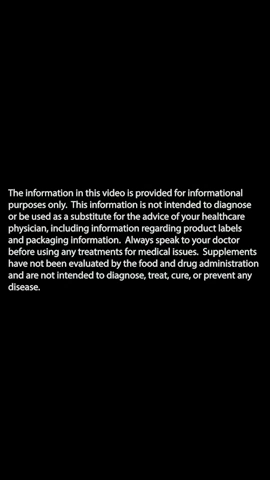 The information in this video is provided for informational
purposes only.  This information is not intended to diagnose
or be used as a substitute for the advice of your healthcare
physician, including information regarding product labels
and packaging information.  Always speak to your doctor
before using any treatments for medical issues.  Supplements
have not been evaluated by the food and drug administration
and are not intended to diagnose, treat, cure, or prevent any
disease.